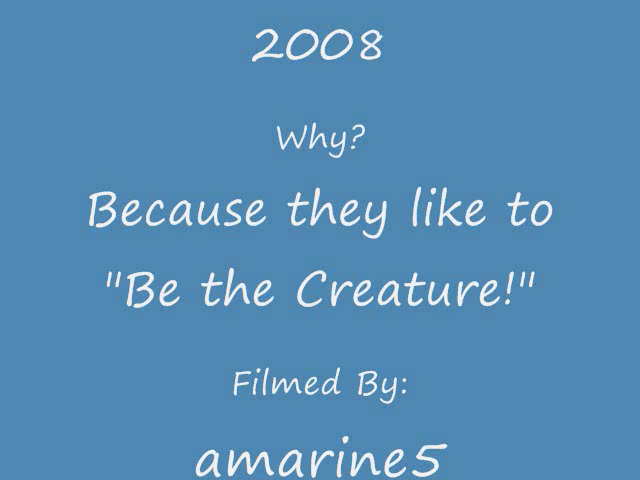 2008
Why?
Because they like to
"Be the Creature!"
Filmed By:
amarine5